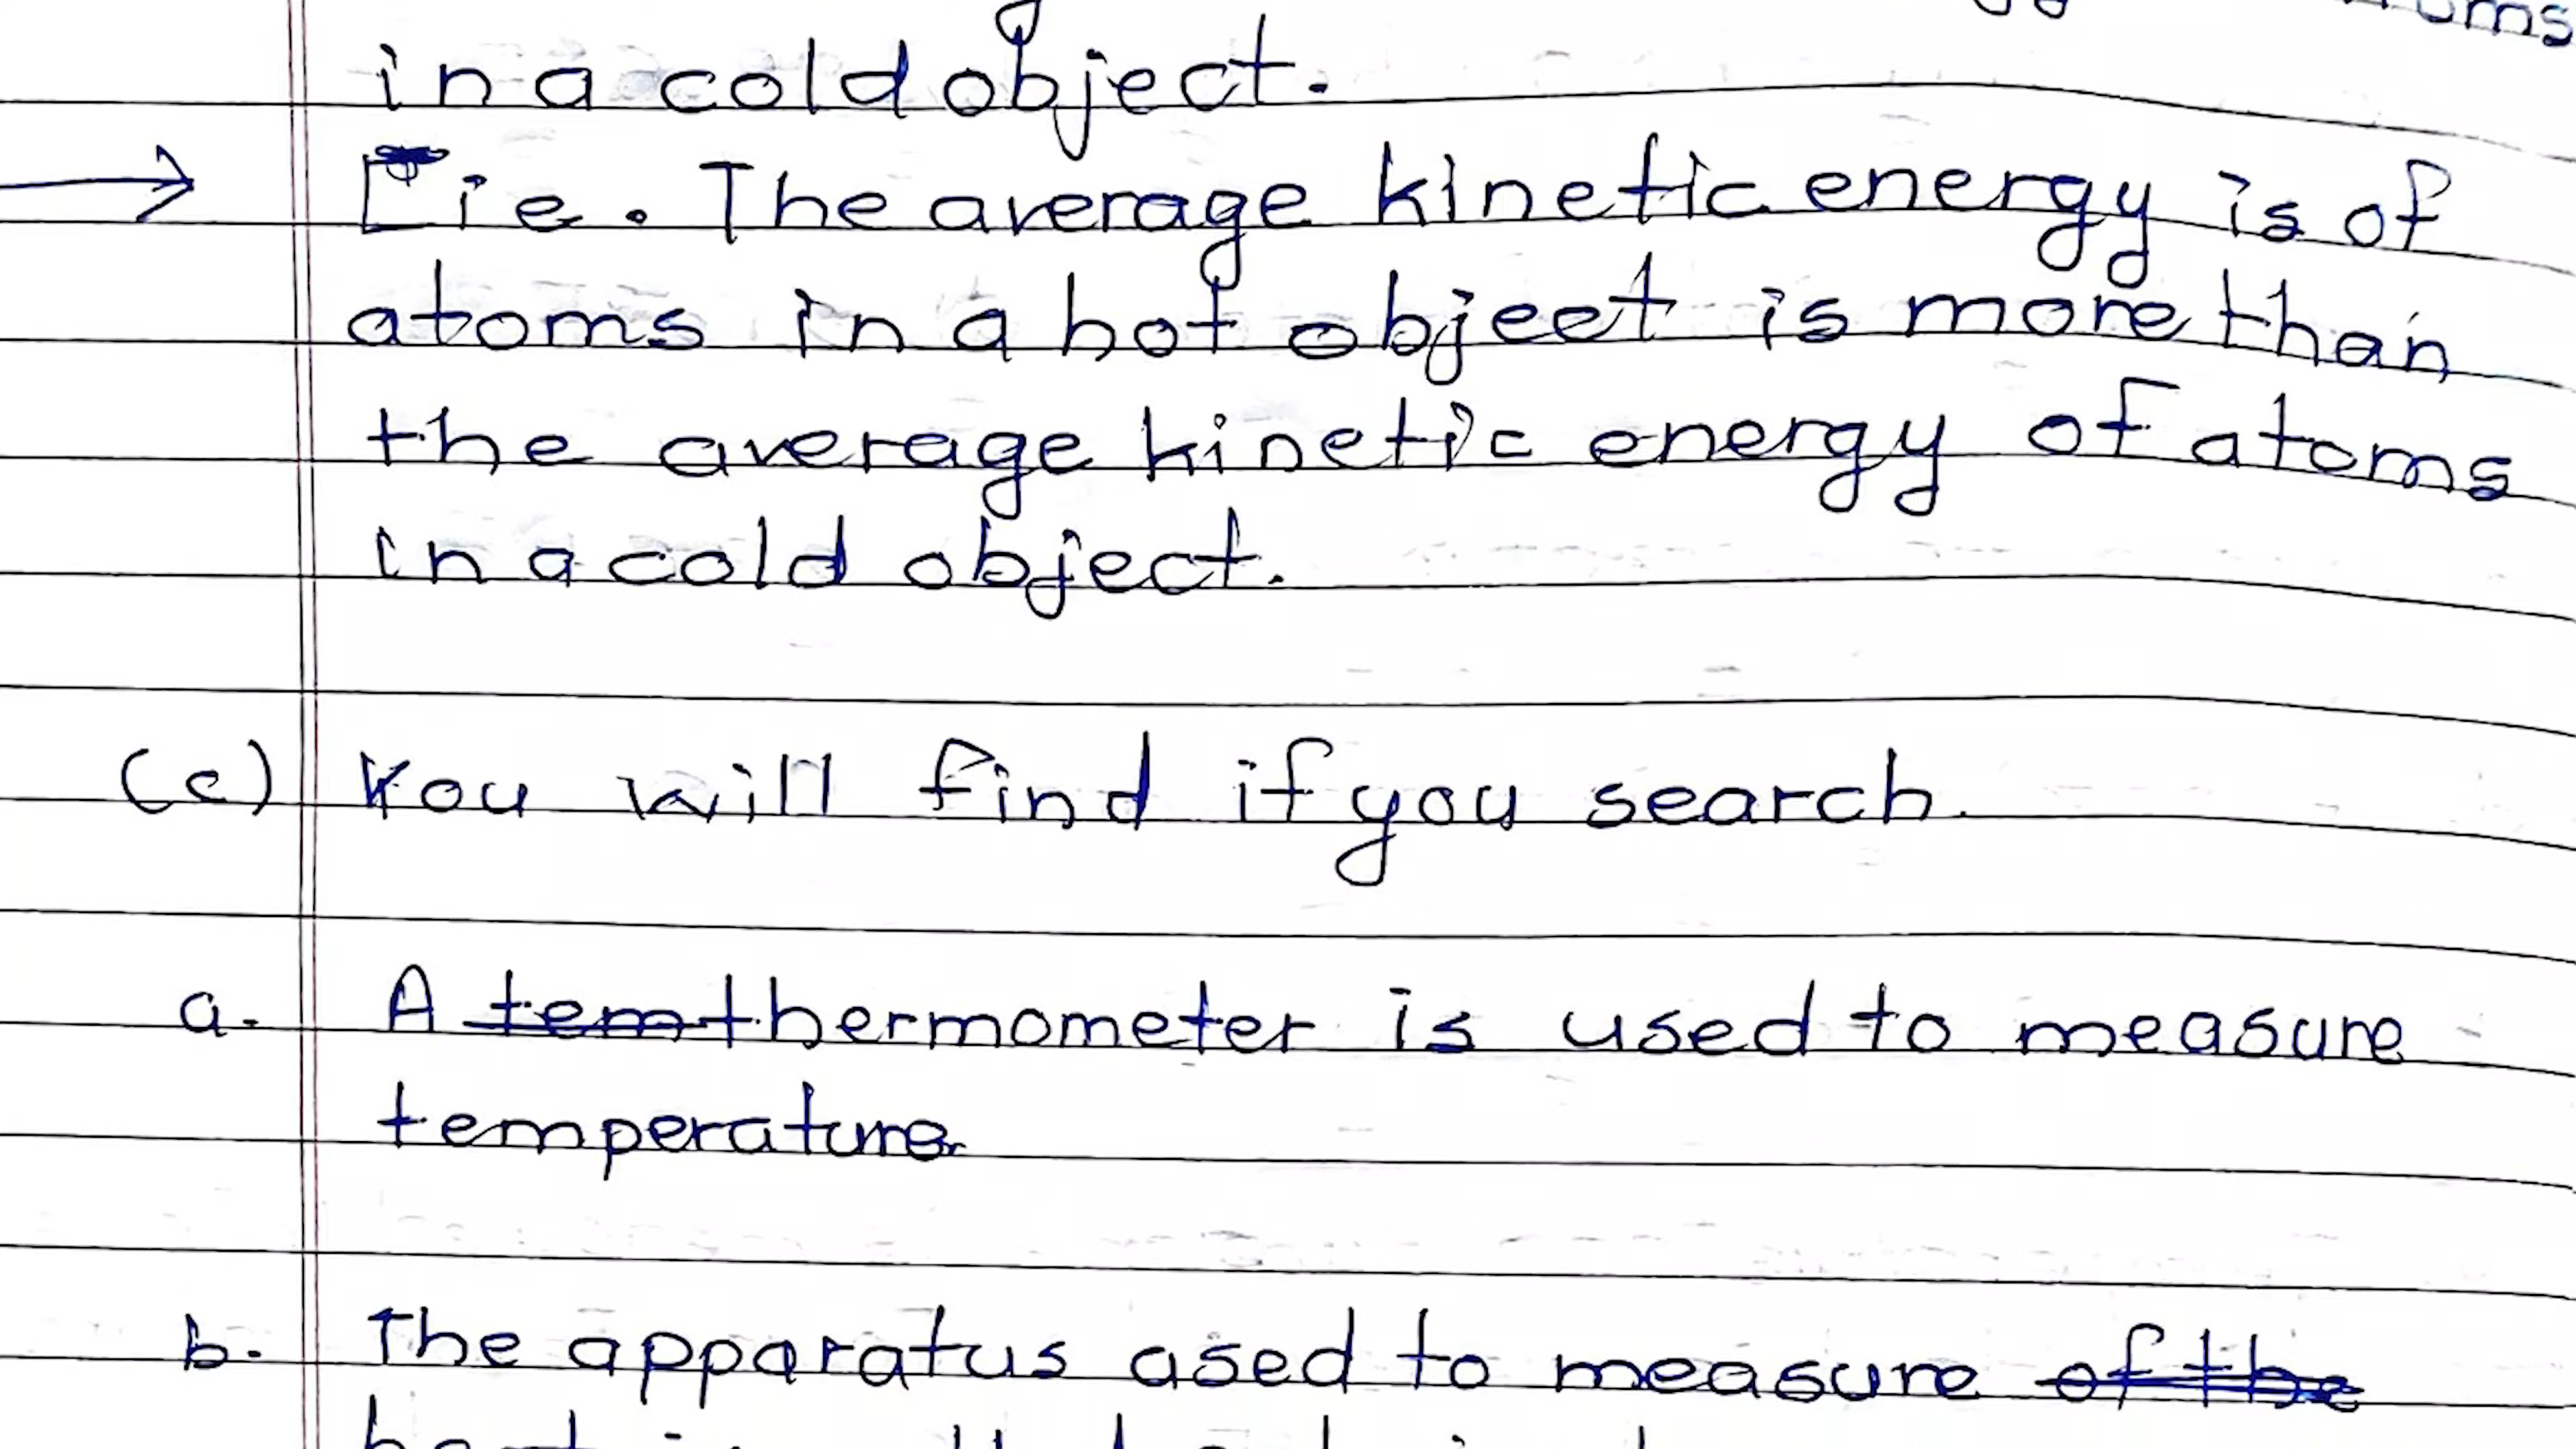 in a cold object.
→ [ie. The average kinetic energy is of
atoms in a hot object is more than
the average kinetic energy of atoms
in a cold object.
(c) You will find if you search.
a. A tem thermometer is used to measure
temperature.
b. The apparatus used to measure of the